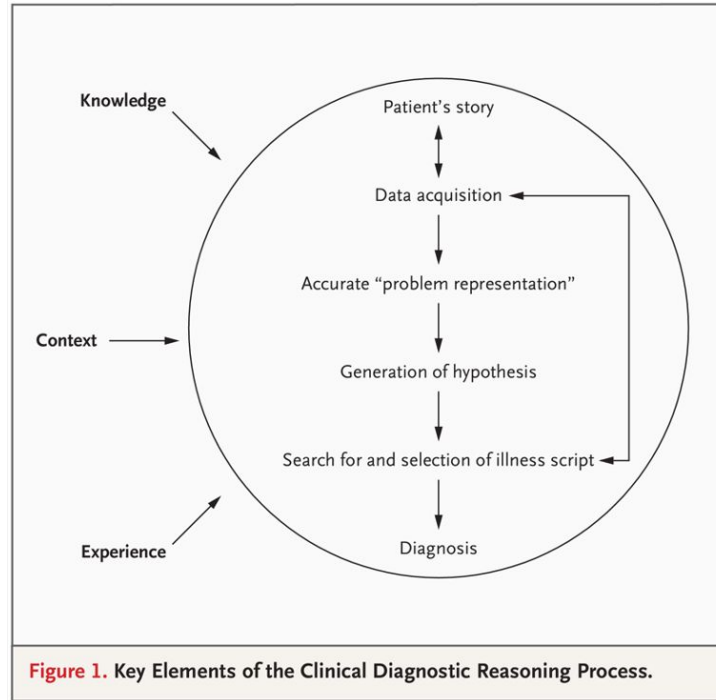 Knowledge
Patient's story
Data acquisition
Accurate “problem representation”
Context
Generation of hypothesis
Search for and selection of illness script
Experience
Diagnosis
Figure 1. Key Elements of the Clinical Diagnostic Reasoning Process.